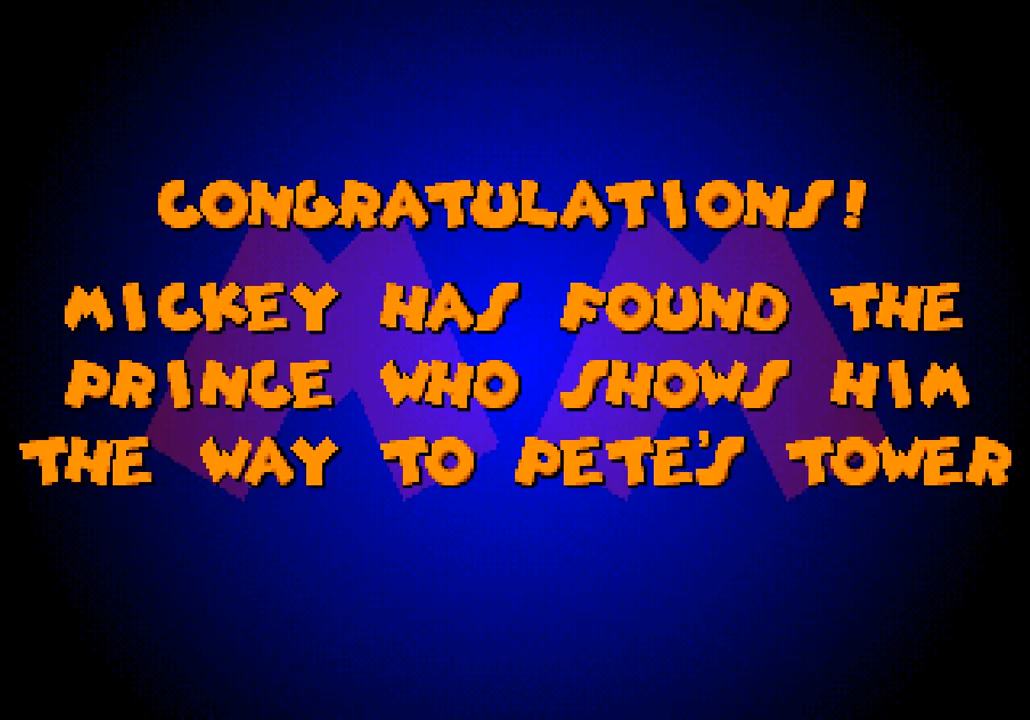 CONGRATULATIONS!
MICKEY HAS FOUND THE
PRINCE WHO SHOWS HIM
THE WAY TO PETE'S TOWER